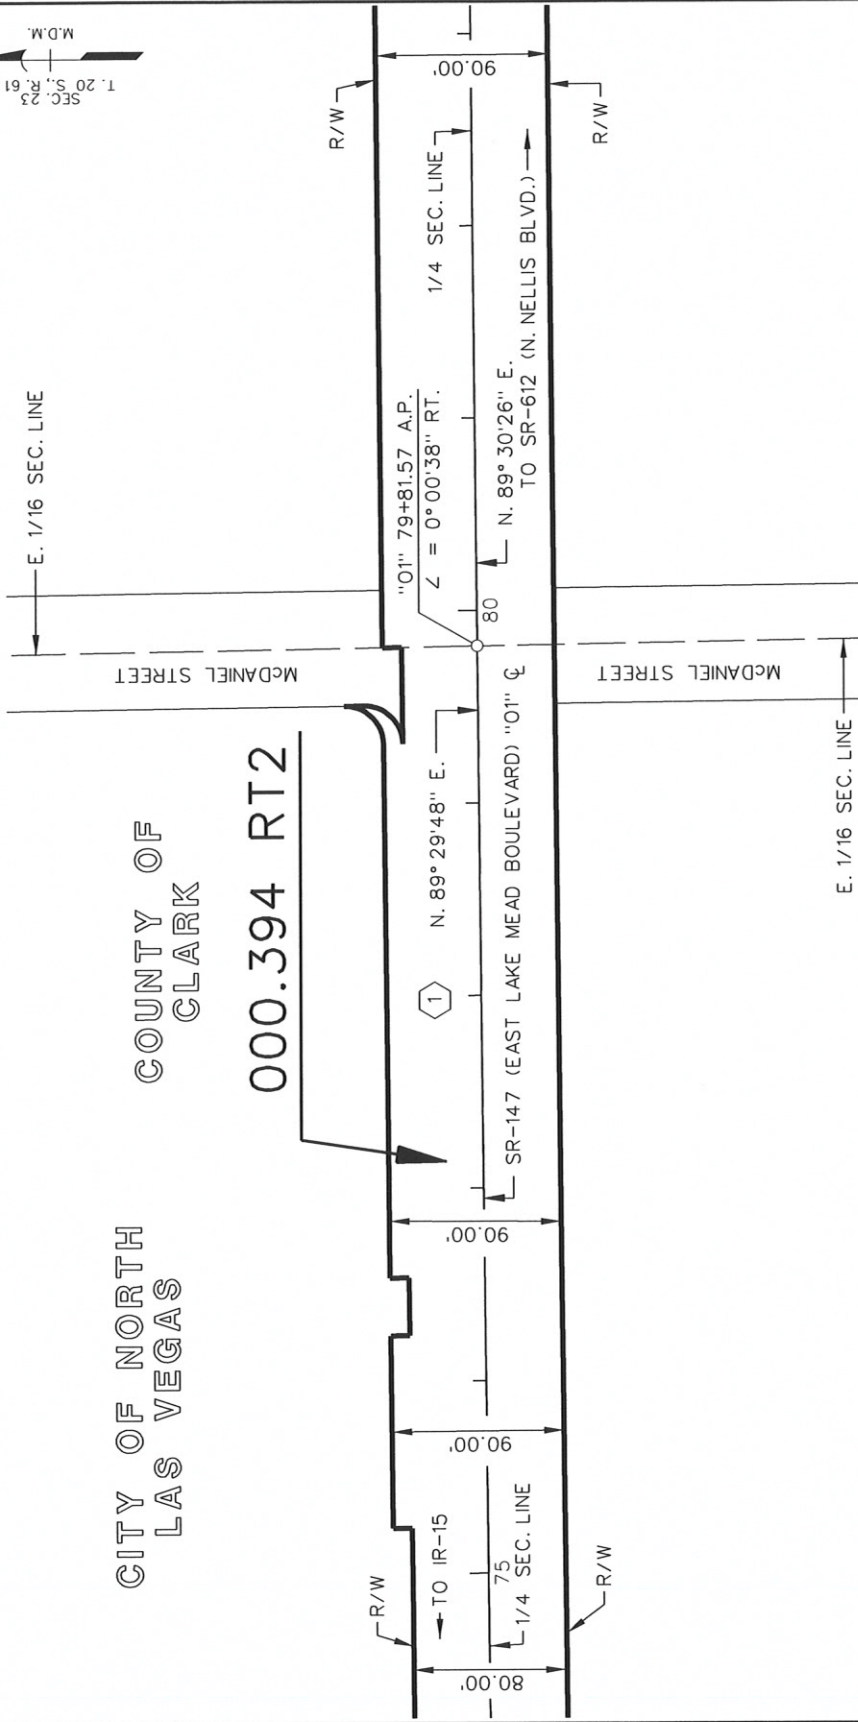 SEC. 23
T. 20 S., R. 61
M.D.M.
E. 1/16 SEC. LINE
CITY OF NORTH
LAS VEGAS
COUNTY OF
CLARK
000.394 RT2
McDANIEL STREET
R/W
R/W
"01" 79+81.57 A.P.
∠ = 0°00'38" RT.
1/4 SEC. LINE
90.00'
TO IR-15
1
N. 89°29'48" E.
80.00'
90.00'
90.00'
75
80
1/4 SEC. LINE
SR-147 (EAST LAKE MEAD BOULEVARD) "01" ℄
N. 89°30'26" E.
TO SR-612 (N. NELLIS BLVD.)
R/W
R/W
McDANIEL STREET
E. 1/16 SEC. LINE